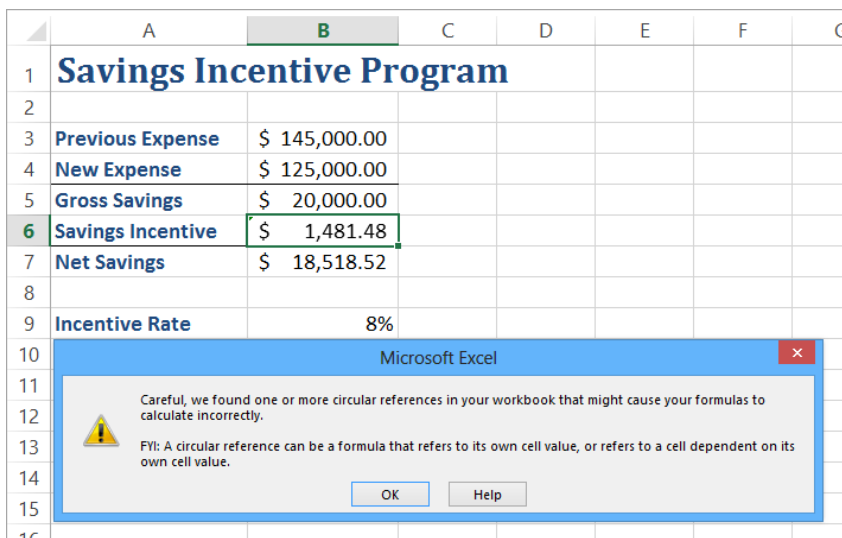 A B C D E F
1 Savings Incentive Program
2
3 Previous Expense $ 145,000.00
4 New Expense $ 125,000.00
5 Gross Savings $ 20,000.00
6 Savings Incentive $ 1,481.48
7 Net Savings $ 18,518.52
8
9 Incentive Rate 8%
10 Microsoft Excel
11
Careful, we found one or more circular references in your workbook that might cause your formulas to
12 calculate incorrectly.
13 FYI: A circular reference can be a formula that refers to its own cell value, or refers to a cell dependent on its
own cell value.
14
OK Help
15